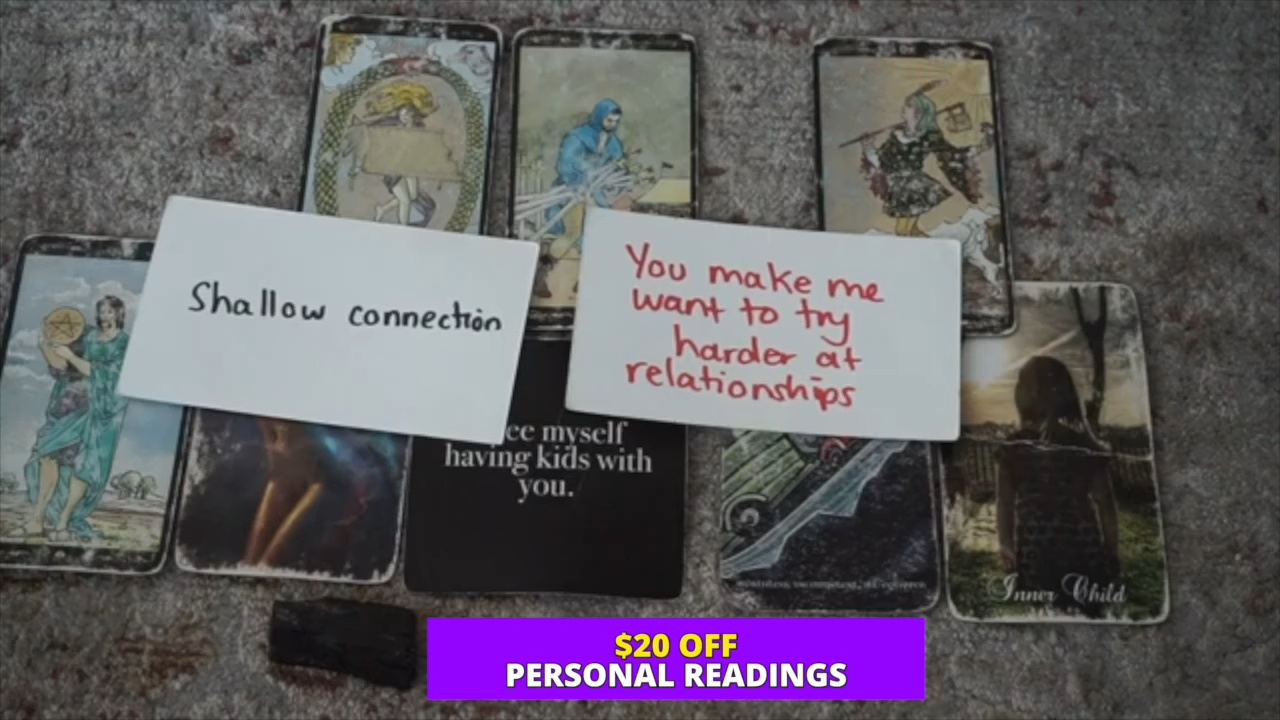 Shallow connection
You make me
want to try
harder at
relationships
myself
having kids with
you.
Inner Child
$20 OFF
PERSONAL READINGS